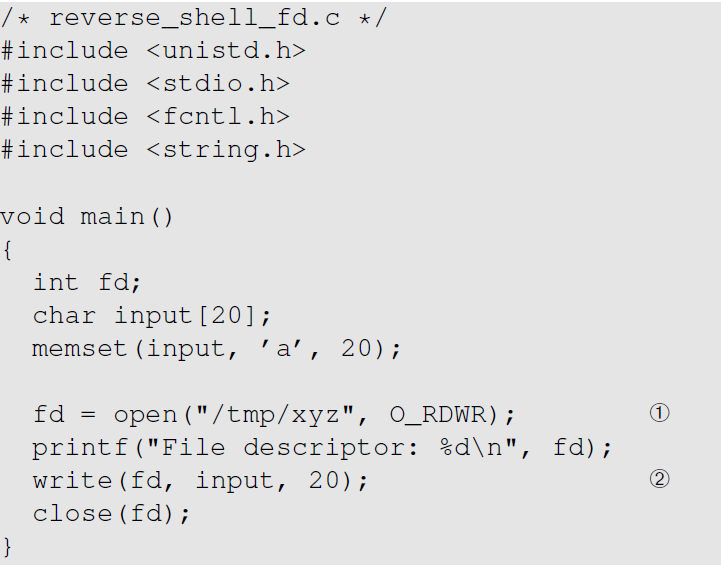 /* reverse_shell_fd.c */
#include <unistd.h>
#include <stdio.h>
#include <fcntl.h>
#include <string.h>
void main()
{
int fd;
char input[20];
memset(input, ’a’, 20);
fd = open("/tmp/xyz", O_RDWR); ①
printf("File descriptor: %d\n", fd);
write(fd, input, 20); ②
close(fd);
}